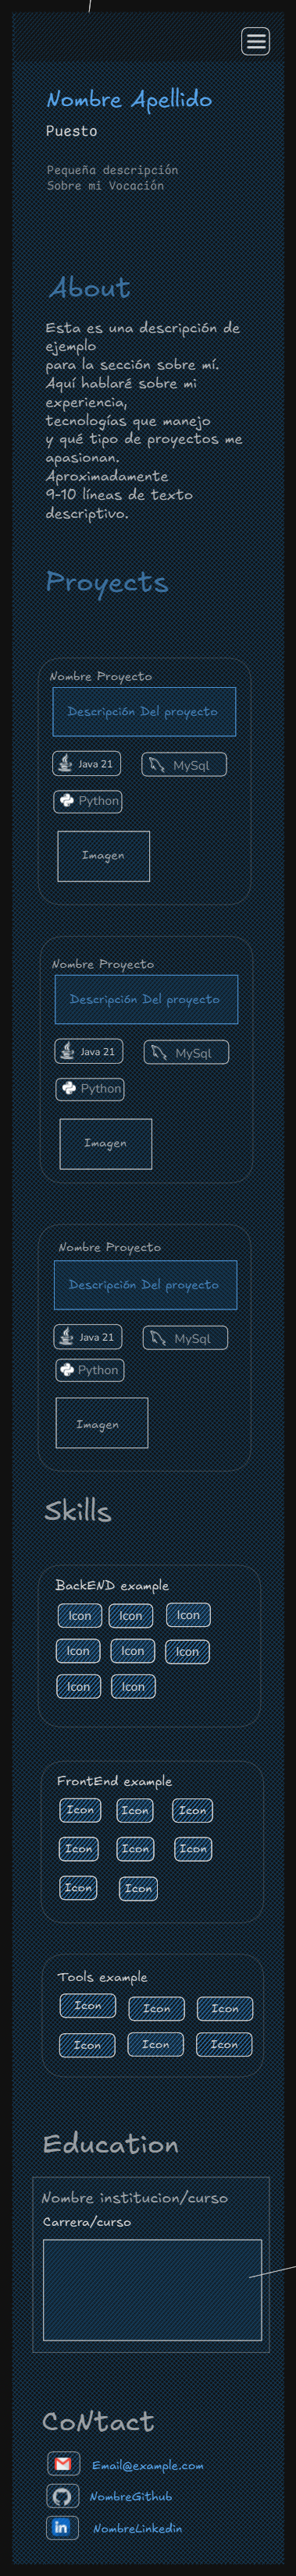 Nombre Apellido
Puesto
Pequeña descripción
Sobre mi Vocación
About
Esta es una descripción de
ejemplo
para la sección sobre mí.
Aquí hablaré sobre mi
experiencia,
tecnologías que manejo
y qué tipo de proyectos me
apasionan.
Aproximadamente
9-10 líneas de texto
descriptivo.
Proyects
Nombre Proyecto
Descripción Del proyecto
Java 21 MySql
Python
Imagen
Nombre Proyecto
Descripción Del proyecto
Java 21 MySql
Python
Imagen
Nombre Proyecto
Descripción Del proyecto
Java 21 MySql
Python
Imagen
Skills
BackEND example
Icon Icon Icon
Icon Icon Icon
Icon Icon
FrontEnd example
Icon Icon Icon
Icon Icon Icon
Icon Icon
Tools example
Icon Icon Icon
Icon Icon Icon
Education
Nombre institucion/curso
Carrera/curso
CoNtact
Email@example.com
NombreGithub
in NombreLinkedin